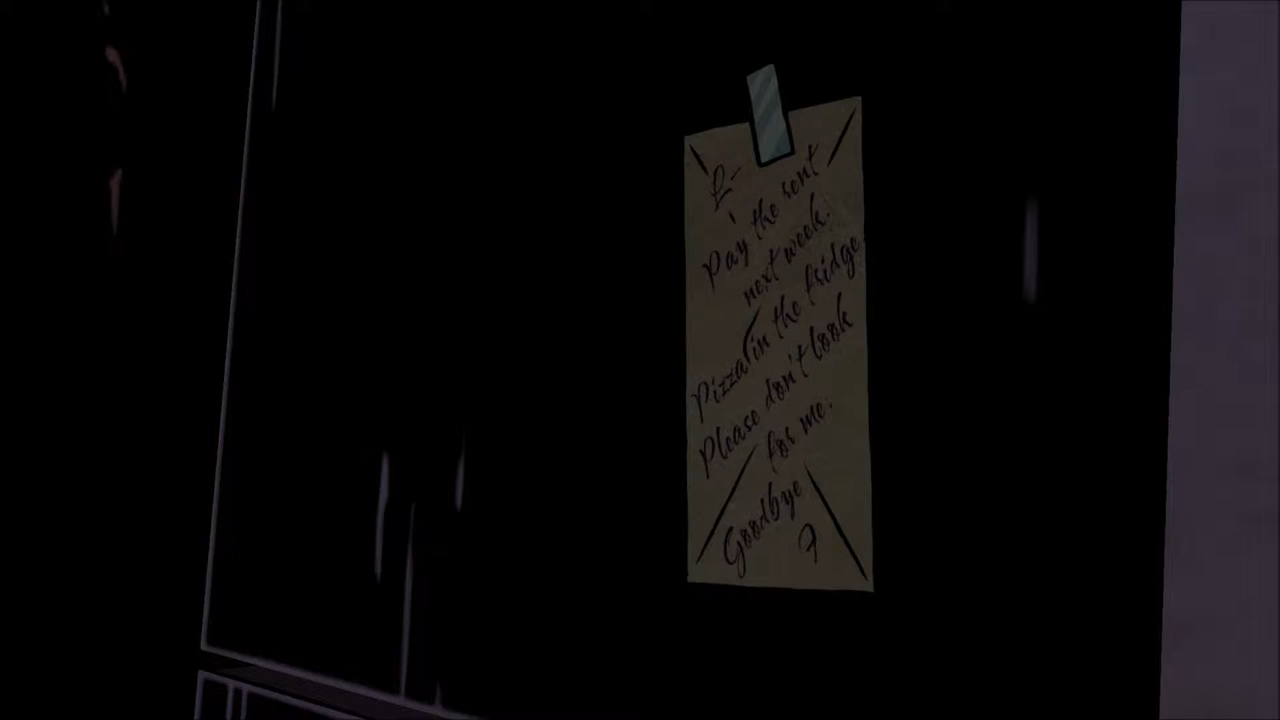 R-
Pay the rent
next week.
Pizza in the fridge
Please don't look
for me.
Goodbye
F